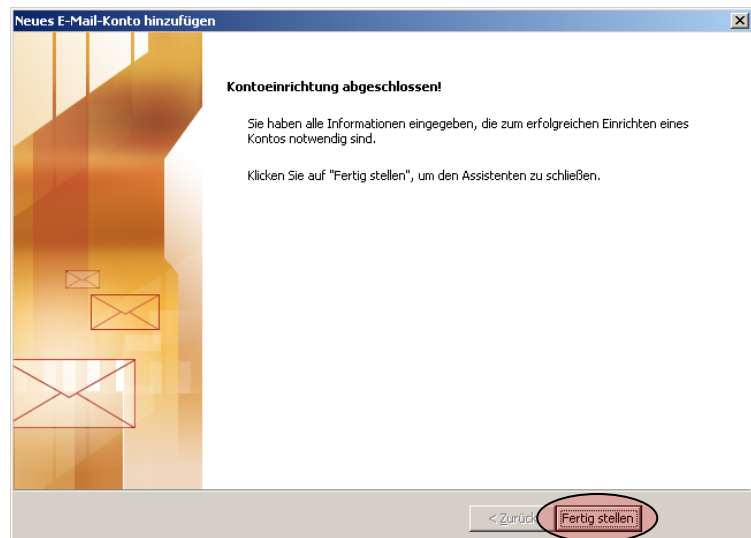 Neues E-Mail-Konto hinzufügen
Kontoeinrichtung abgeschlossen!
Sie haben alle Informationen eingegeben, die zum erfolgreichen Einrichten eines
Kontos notwendig sind.
Klicken Sie auf "Fertig stellen", um den Assistenten zu schließen.
< Zurück Fertig stellen